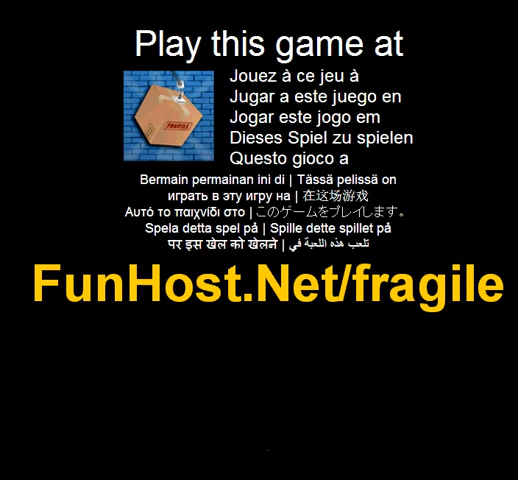 Play this game at
FRAGILE
Jouez à ce jeu à
Jugar a este juego en
Jogar este jogo em
Dieses Spiel zu spielen
Questo gioco a
Bermain permainan ini di | Tässä pelissä on
играть в эту игру на | 在这场游戏
Αυτό το παιχνίδι στο | このゲームをプレイします。
Spela detta spel på | Spille dette spillet på
पर इस खेल को खेलने | تلعب هذه اللعبة في
FunHost.Net/fragile